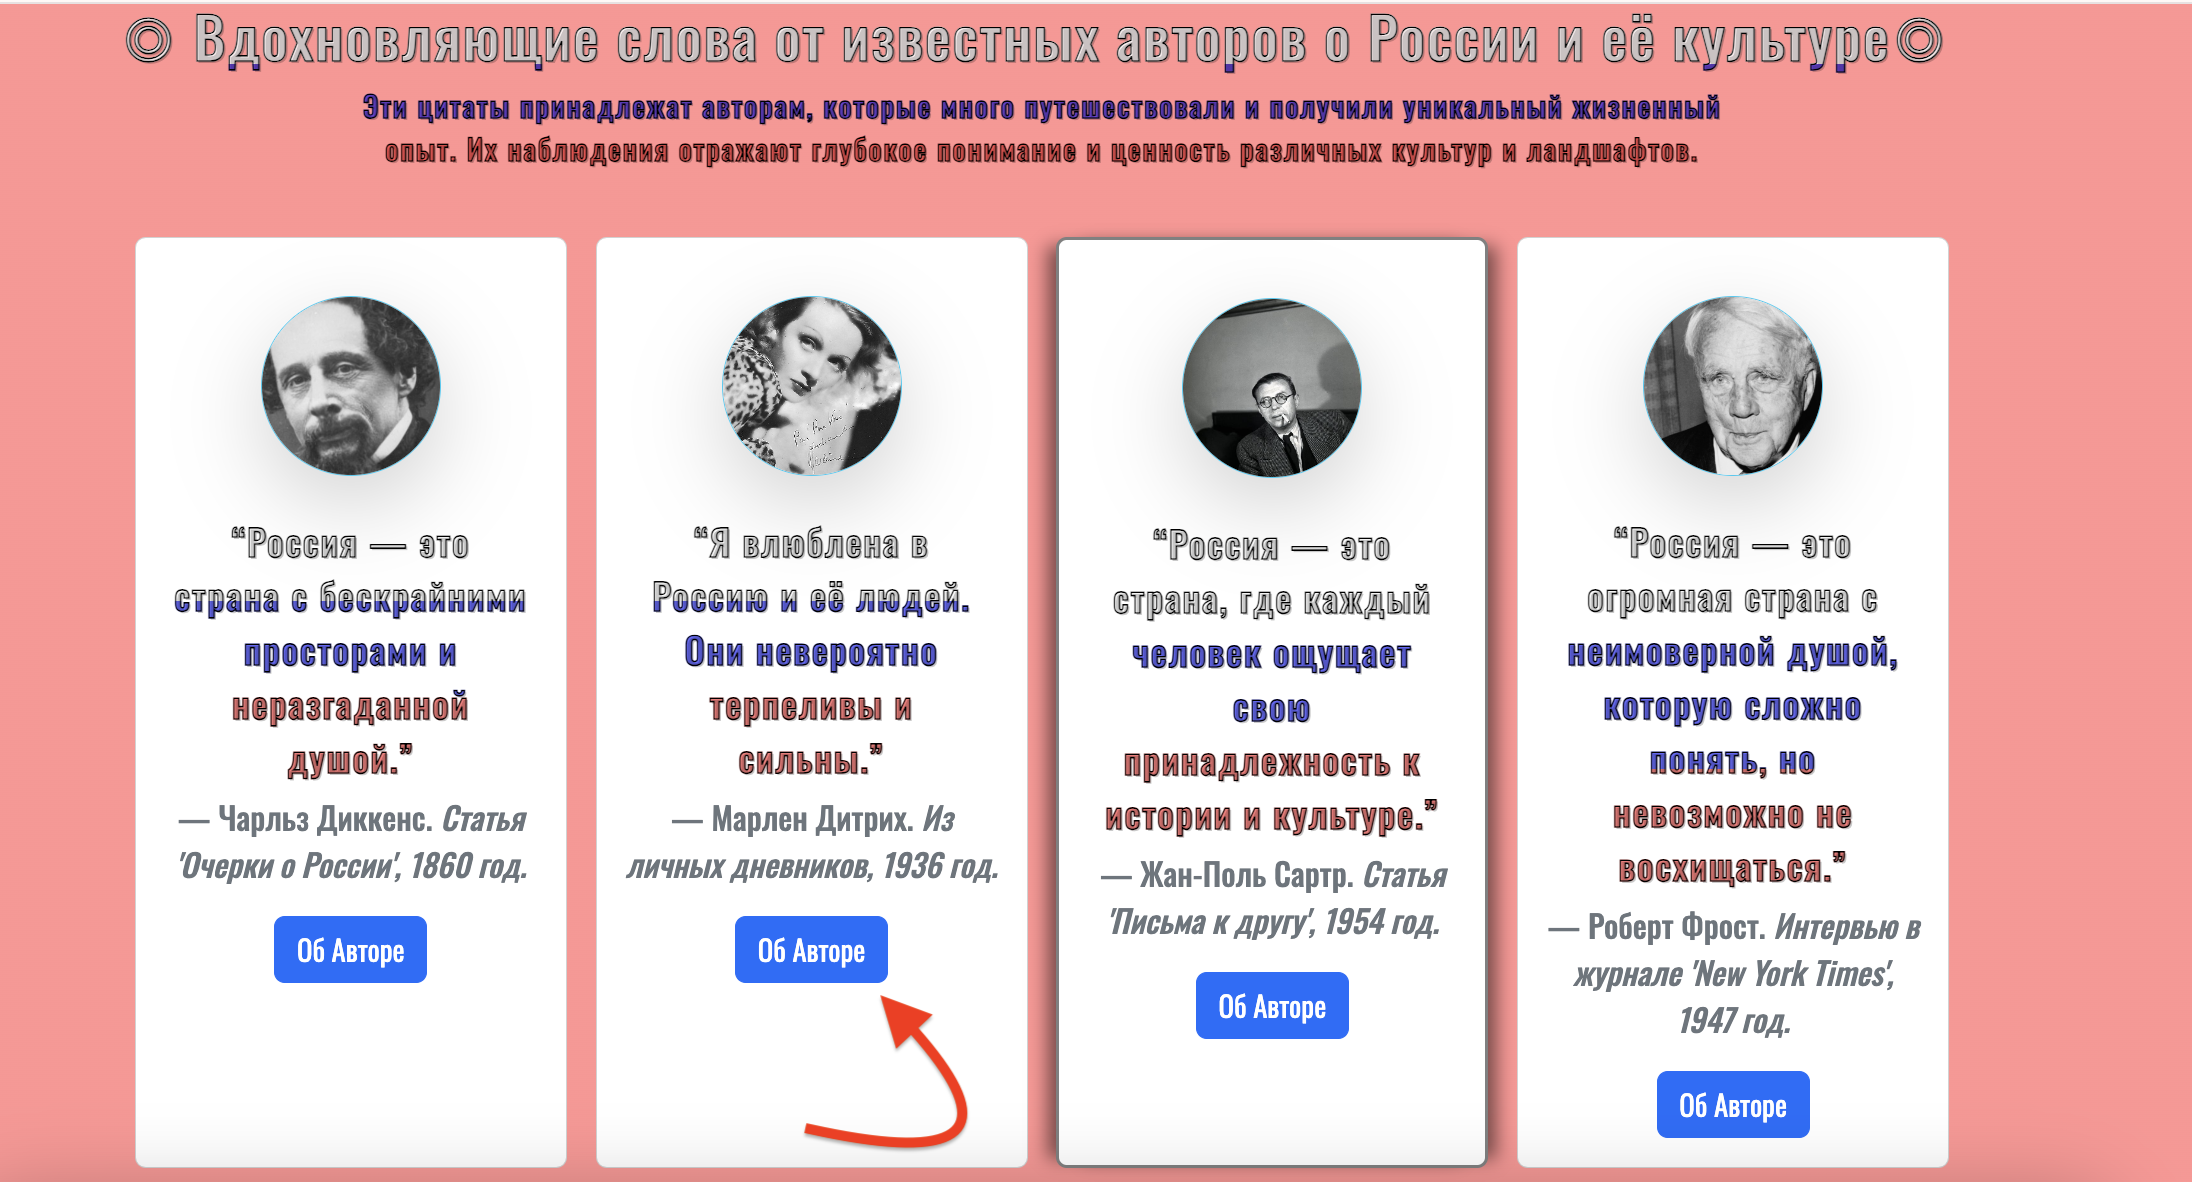 ◎ Вдохновляющие слова от известных авторов о России и её культуре◎
Эти цитаты принадлежат авторам, которые много путешествовали и получили уникальный жизненный
опыт. Их наблюдения отражают глубокое понимание и ценность различных культур и ландшафтов.
“Россия — это
страна с бескрайними
просторами и
неразгаданной
душой.”
— Чарльз Диккенс. Статья
'Очерки о России', 1860 год.
Об Авторе
“Я влюблена в
Россию и её людей.
Они невероятно
терпеливы и
сильны.”
— Марлен Дитрих. Из
личных дневников, 1936 год.
Об Авторе
“Россия — это
страна, где каждый
человек ощущает
свою
принадлежность к
истории и культуре.”
— Жан-Поль Сартр. Статья
'Письма к другу', 1954 год.
Об Авторе
“Россия — это
огромная страна с
неимоверной душой,
которую сложно
понять, но
невозможно не
восхищаться.”
— Роберт Фрост. Интервью в
журнале 'New York Times',
1947 год.
Об Авторе